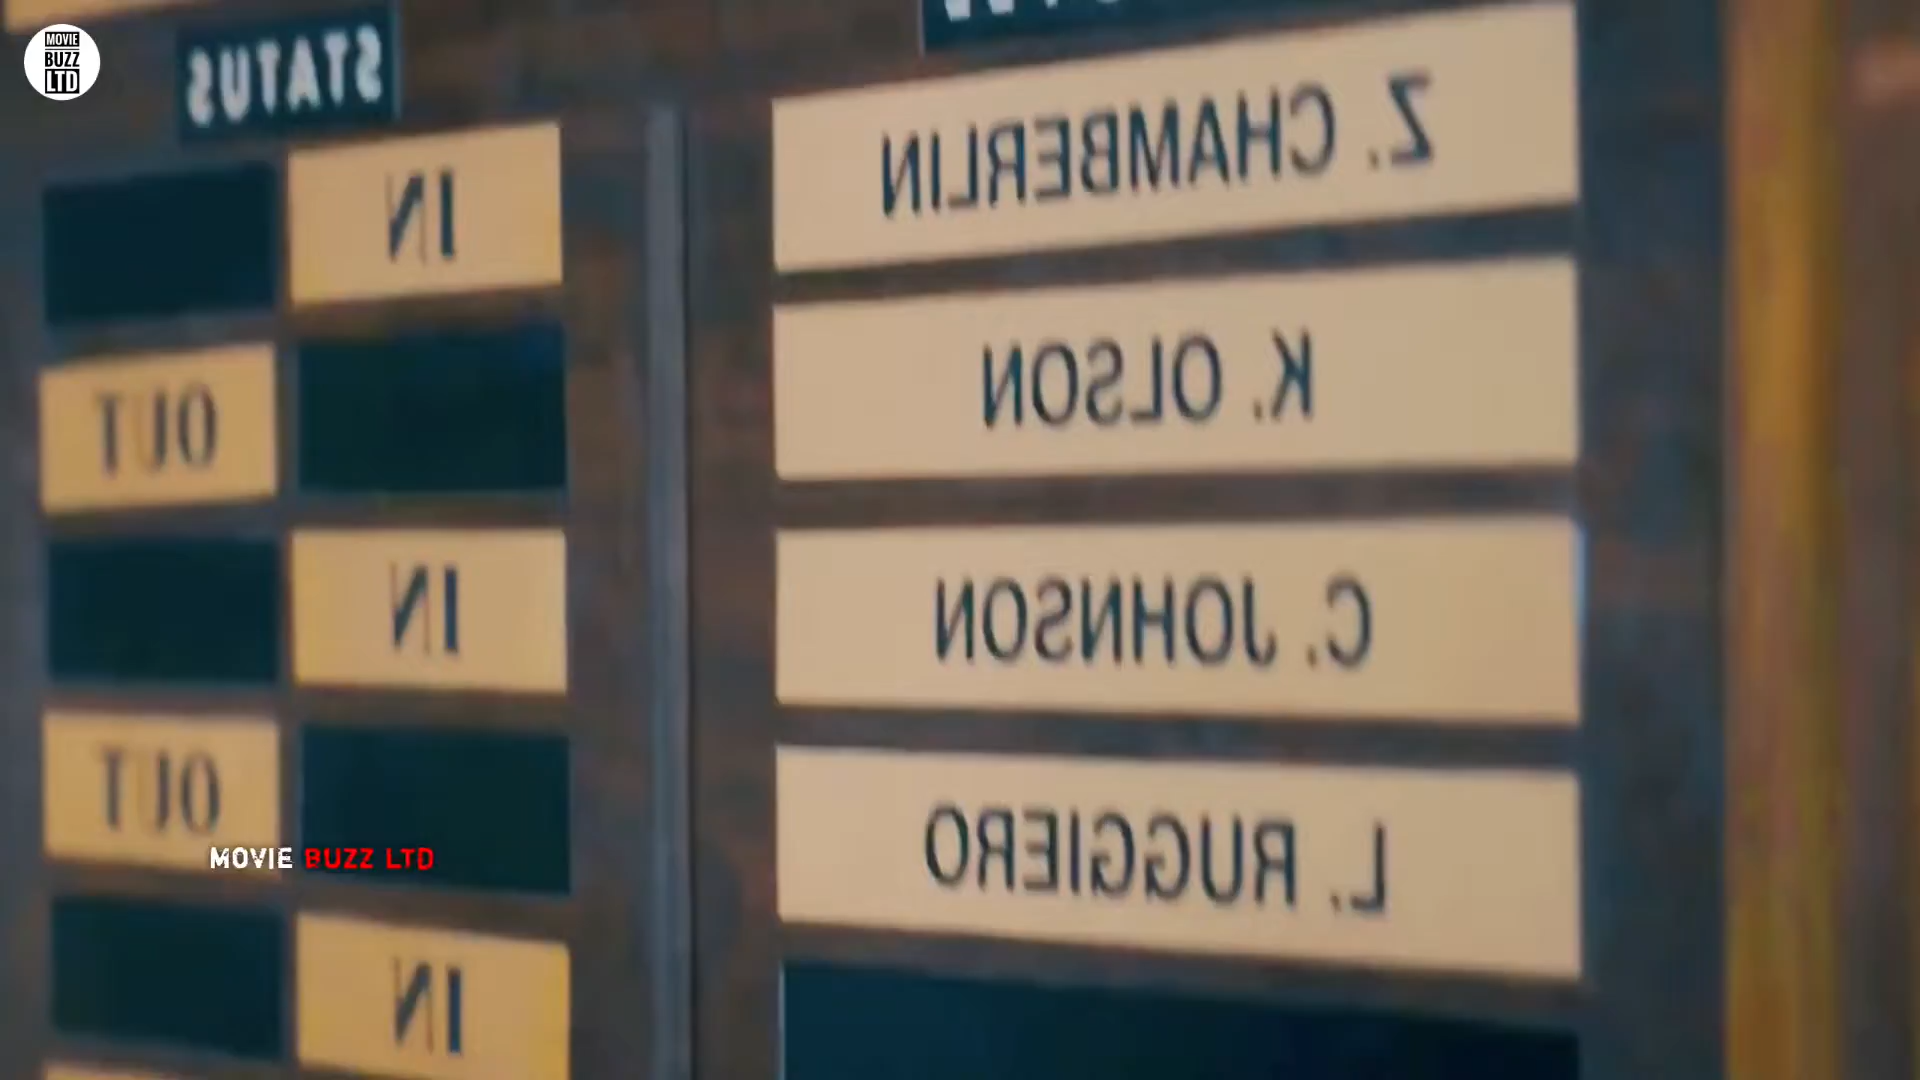 MOVIE
BUZZ
LTD
STATUS
Z. CHAMBERLIN
IN
K. OLSON
OUT
C. JOHNSON
IN
L. RUGGIERO
OUT
MOVIE BUZZ LTD
IN